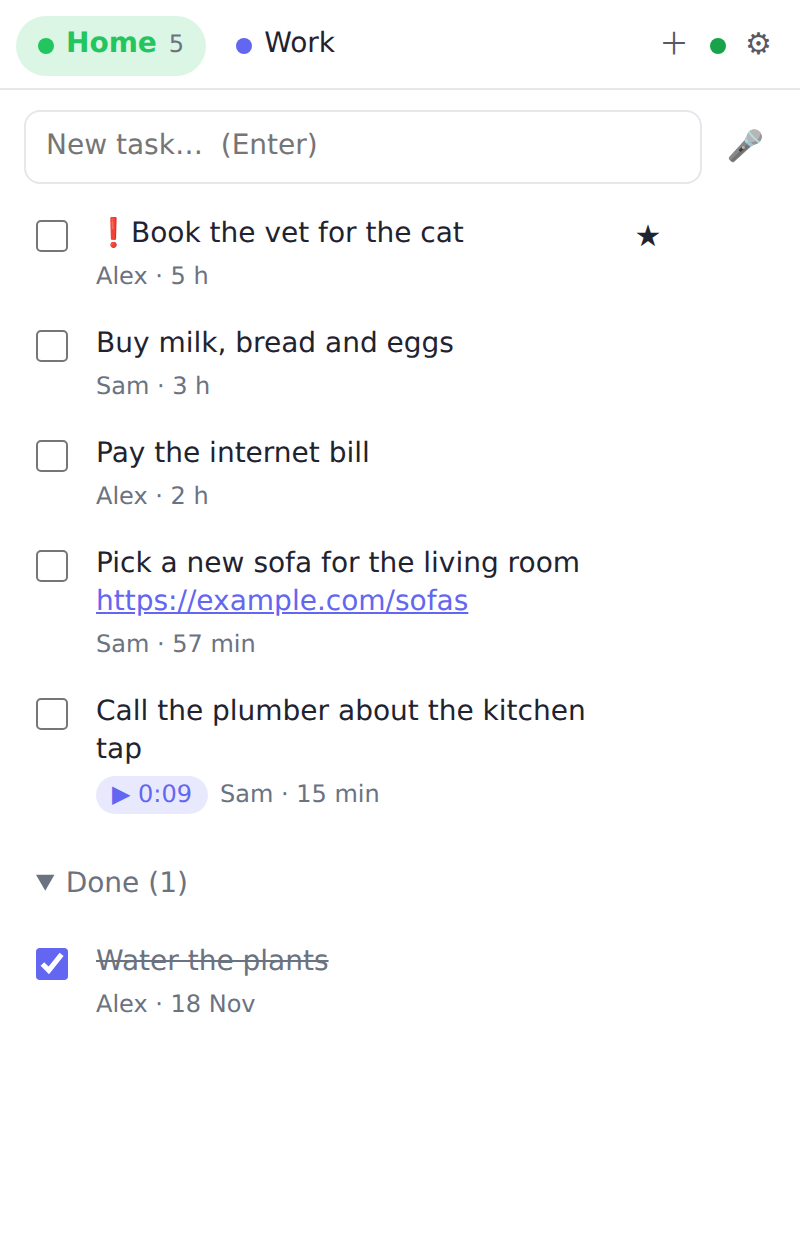 Home 5 Work
New task… (Enter)
❗Book the vet for the cat ★
Alex · 5 h
Buy milk, bread and eggs
Sam · 3 h
Pay the internet bill
Alex · 2 h
Pick a new sofa for the living room
https://example.com/sofas
Sam · 57 min
Call the plumber about the kitchen
tap
▶ 0:09 Sam · 15 min
▼ Done (1)
Water the plants
Alex · 18 Nov